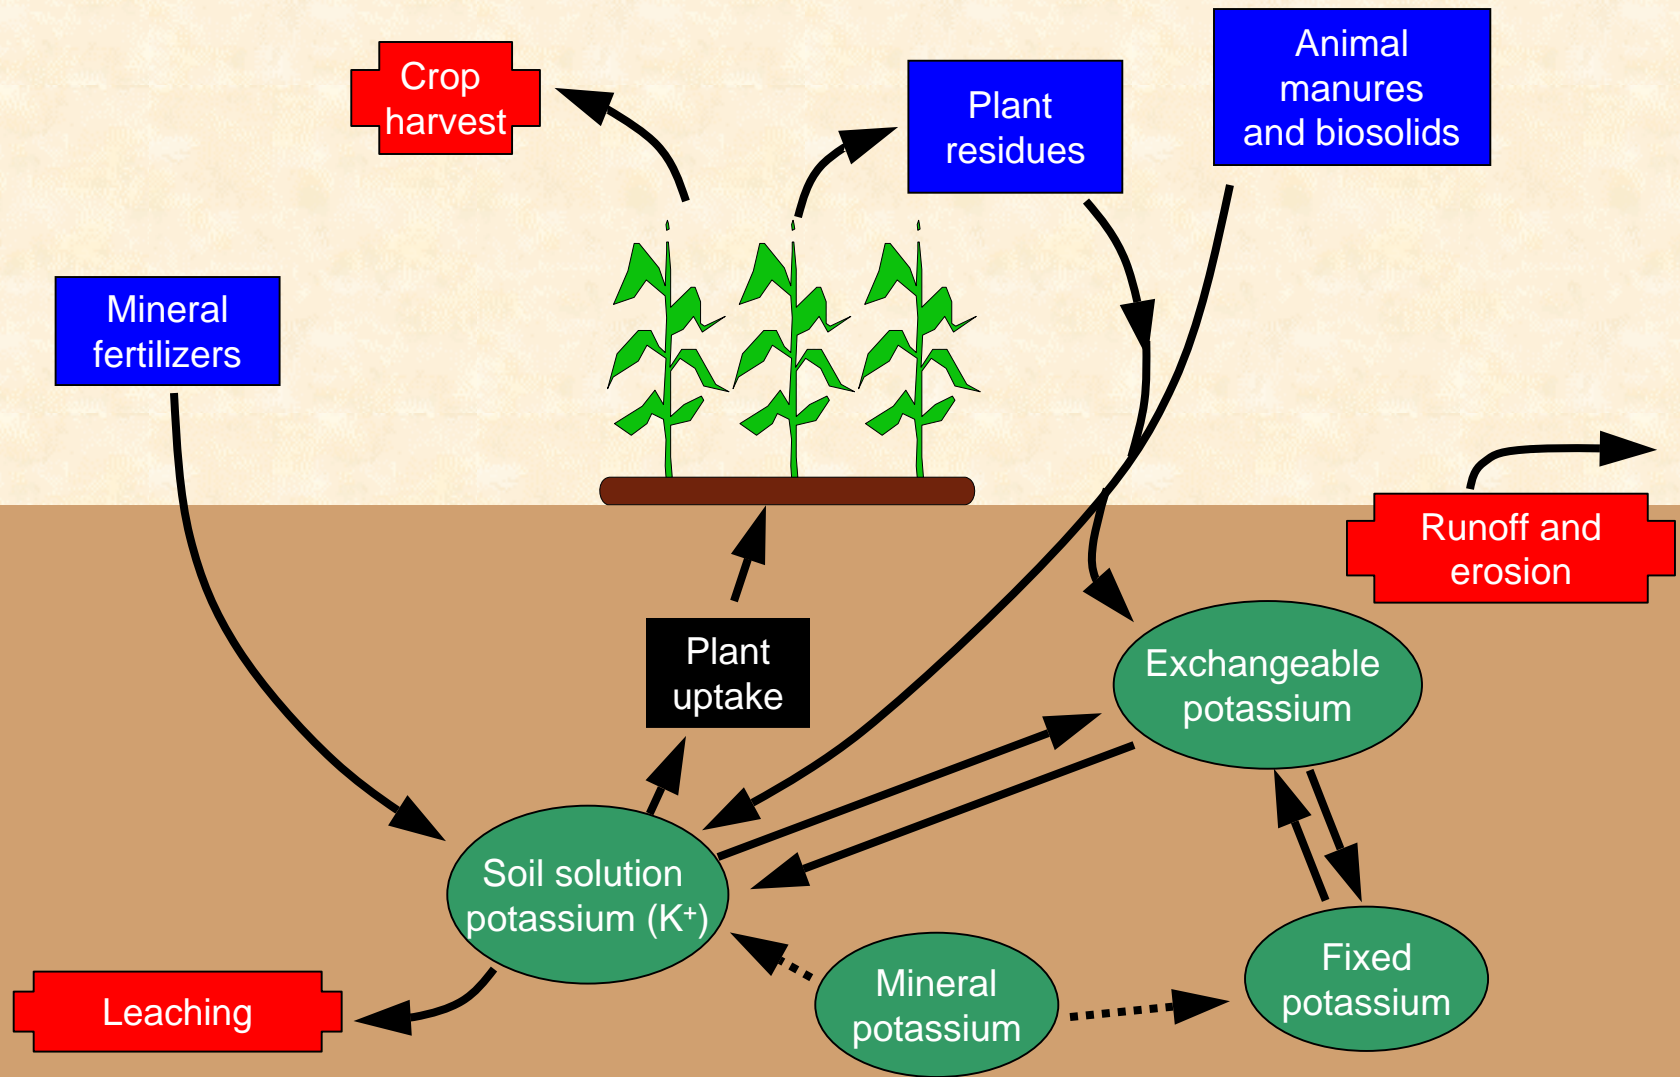 Animal
manures
and biosolids
Crop
harvest
Plant
residues
Mineral
fertilizers
Runoff and
erosion
Plant
uptake
Exchangeable
potassium
Soil solution
potassium (K⁺)
Fixed
potassium
Mineral
potassium
Leaching